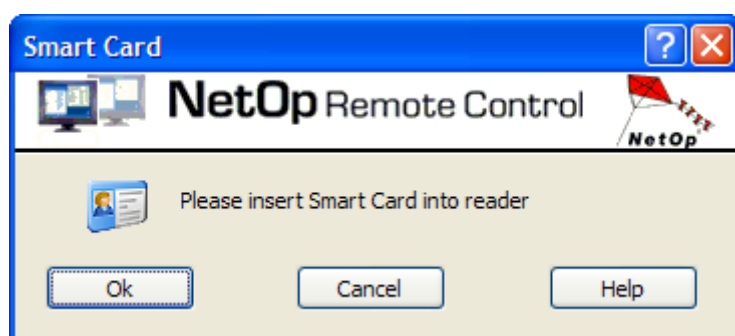 Smart Card
NetOp Remote Control
NetOp
Please insert Smart Card into reader
Ok Cancel Help